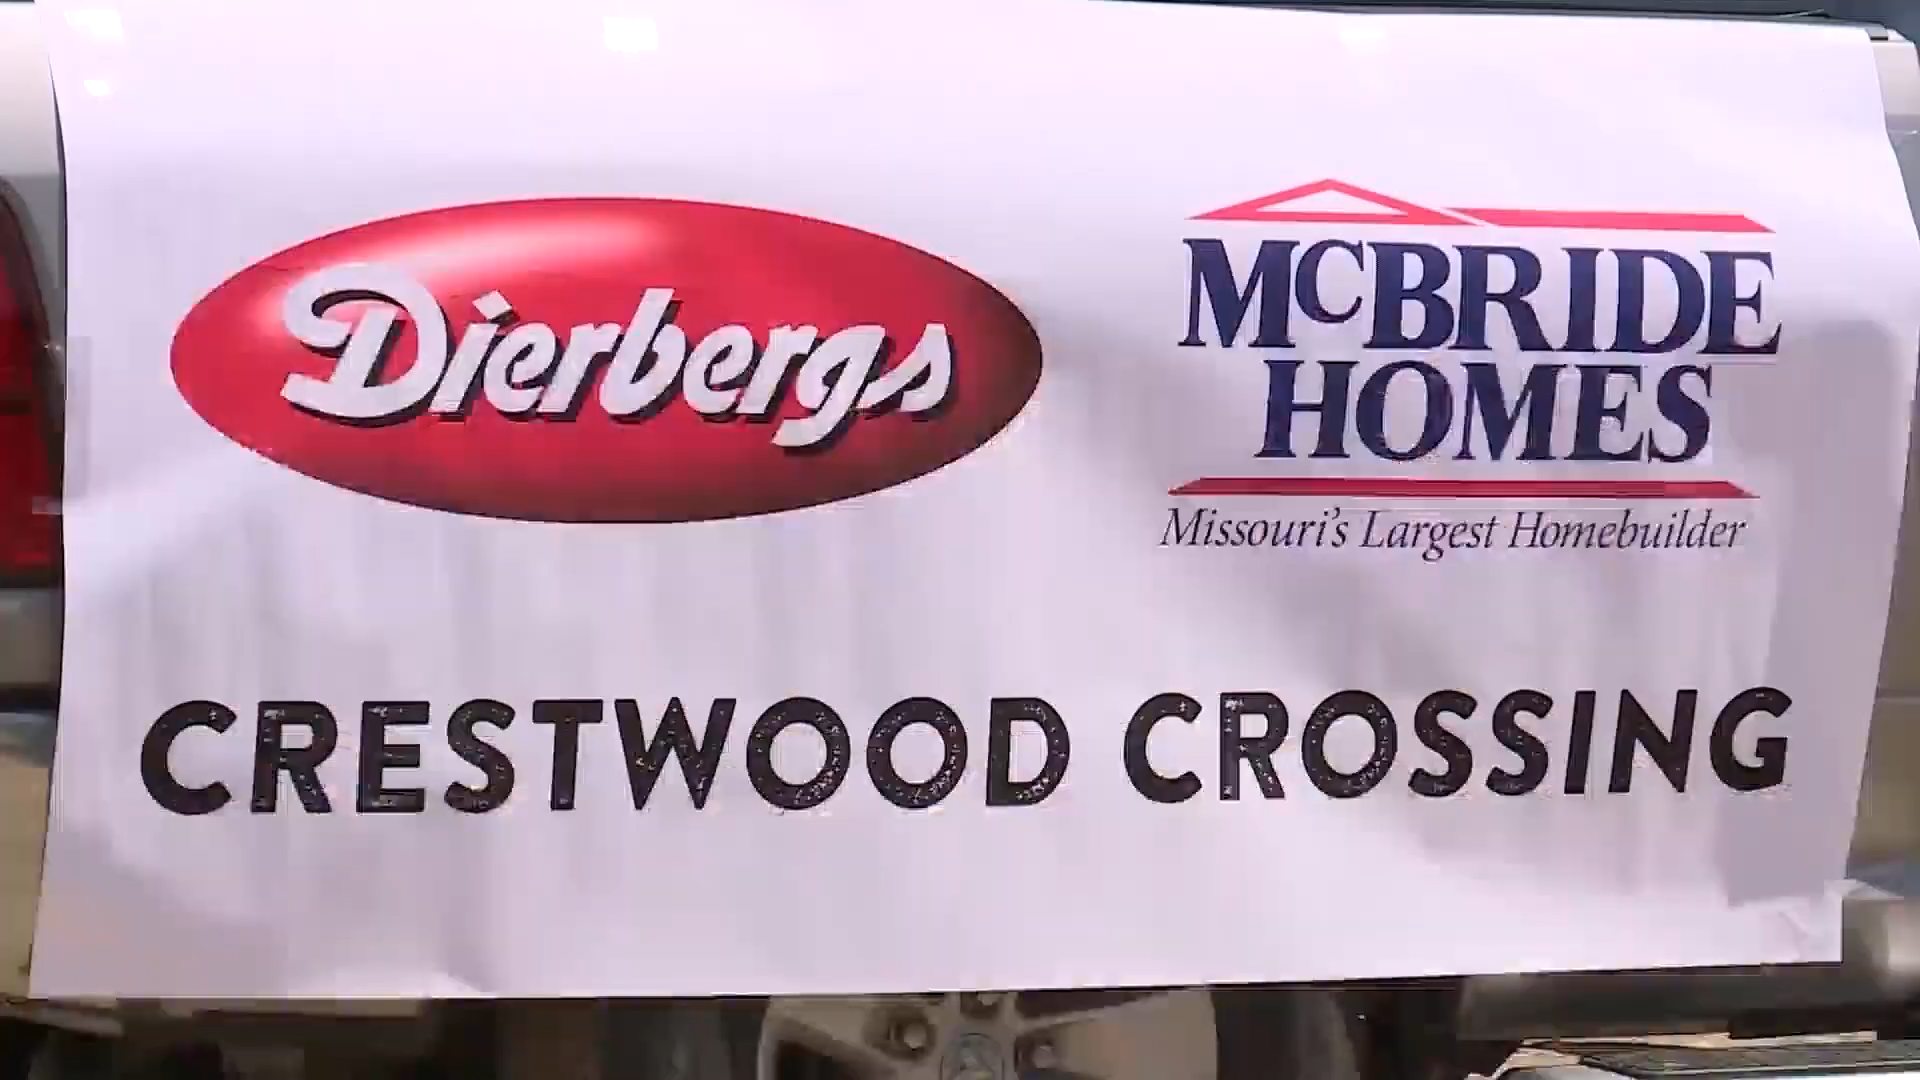 Dierbergs
McBRIDE
HOMES
Missouri's Largest Homebuilder
CRESTWOOD CROSSING